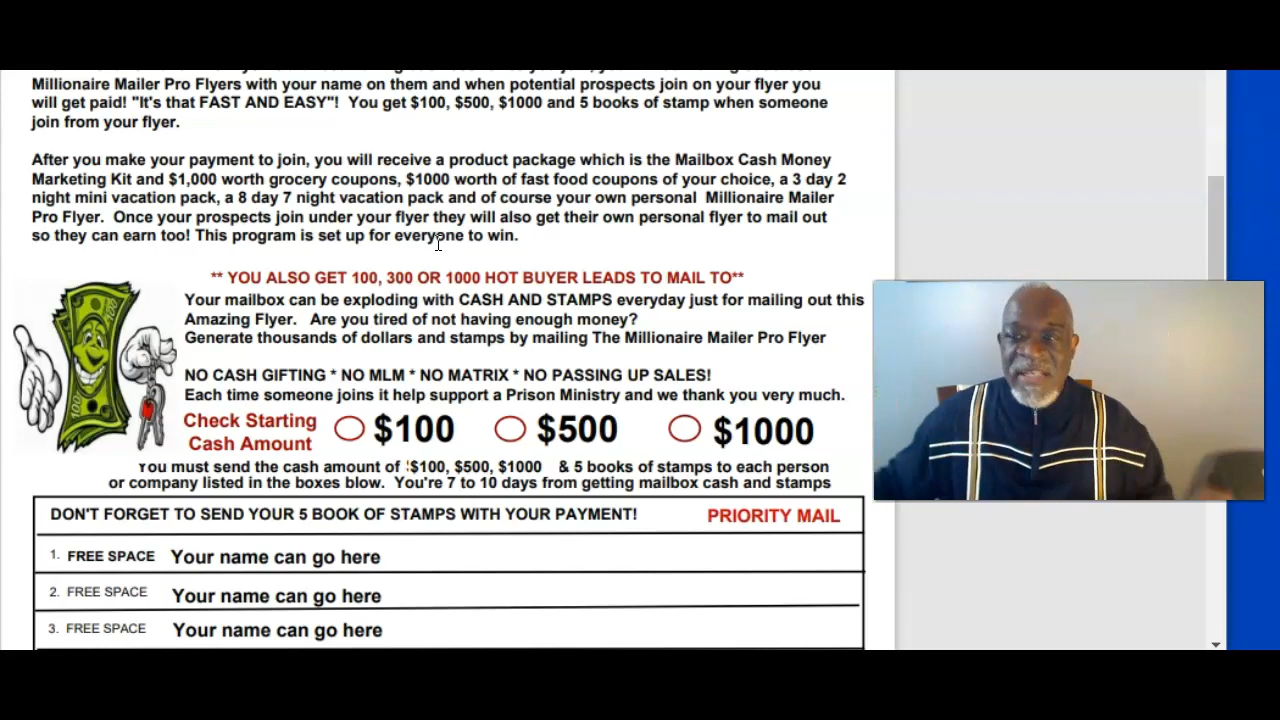 Millionaire Mailer Pro Flyers with your name on them and when potential prospects join on your flyer you
will get paid! "It's that FAST AND EASY"! You get $100, $500, $1000 and 5 books of stamp when someone
join from your flyer.
After you make your payment to join, you will receive a product package which is the Mailbox Cash Money
Marketing Kit and $1,000 worth grocery coupons, $1000 worth of fast food coupons of your choice, a 3 day 2
night mini vacation pack, a 8 day 7 night vacation pack and of course your own personal Millionaire Mailer
Pro Flyer. Once your prospects join under your flyer they will also get their own personal flyer to mail out
so they can earn too! This program is set up for everyone to win.
** YOU ALSO GET 100, 300 OR 1000 HOT BUYER LEADS TO MAIL TO**
Your mailbox can be exploding with CASH AND STAMPS everyday just for mailing out this
Amazing Flyer. Are you tired of not having enough money?
Generate thousands of dollars and stamps by mailing The Millionaire Mailer Pro Flyer
NO CASH GIFTING * NO MLM * NO MATRIX * NO PASSING UP SALES!
Each time someone joins it help support a Prison Ministry and we thank you very much.
Check Starting
Cash Amount
$100 $500 $1000
You must send the cash amount of $100, $500, $1000 & 5 books of stamps to each person
or company listed in the boxes blow. You're 7 to 10 days from getting mailbox cash and stamps
DON'T FORGET TO SEND YOUR 5 BOOK OF STAMPS WITH YOUR PAYMENT! PRIORITY MAIL
1. FREE SPACE Your name can go here
2. FREE SPACE Your name can go here
3. FREE SPACE Your name can go here